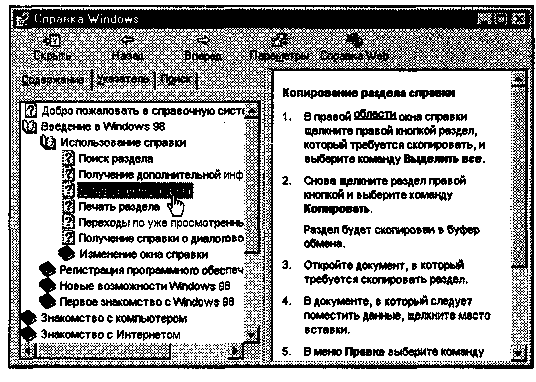 Справка Windows
Скрыть Назад Вперед Параметры Справка Web
Содержание Указатель Поиск
Добро пожаловать в справочную систе
Введение в Windows 98
Использование справки
Поиск раздела
Получение дополнительной инф
Печать раздела
Переходы по уже просмотреннь
Получение справки о диалогово
Изменение окна справки
Регистрация программного обеспеч
Новые возможности Windows 98
Первое знакомство с Windows 98
Знакомство с компьютером
Знакомство с Интернетом
Копирование раздела справки
1. В правой области окна справки
щелкните правой кнопкой раздел,
который требуется скопировать, и
выберите команду Выделить все.
2. Снова щелкните раздел правой
кнопкой и выберите команду
Копировать.
Раздел будет скопирован в буфер
обмена.
3. Откройте документ, в который
требуется скопировать раздел.
4. В документе, в который следует
поместить данные, щелкните место
вставки.
5. В меню Правка выберите команду